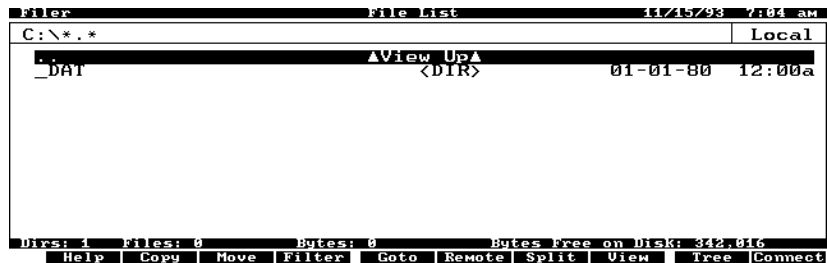 Filer File List 11/15/93 7:04 am
C:\*.* Local
.. ▲View Up▲
_DAT <DIR> 01-01-80 12:00a
Dirs: 1 Files: 0 Bytes: 0 Bytes Free on Disk: 342,016
Help Copy Move Filter Goto Remote Split View Tree Connect